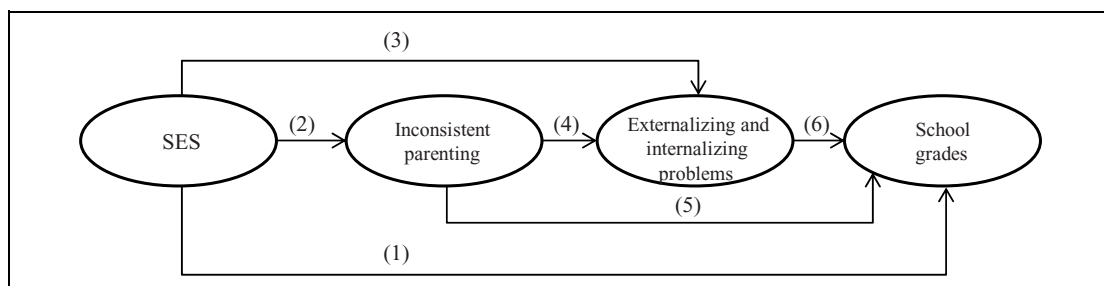 (3)
SES
(2)
Inconsistent
parenting
(4)
Externalizing and
internalizing
problems
(6)
School
grades
(5)
(1)